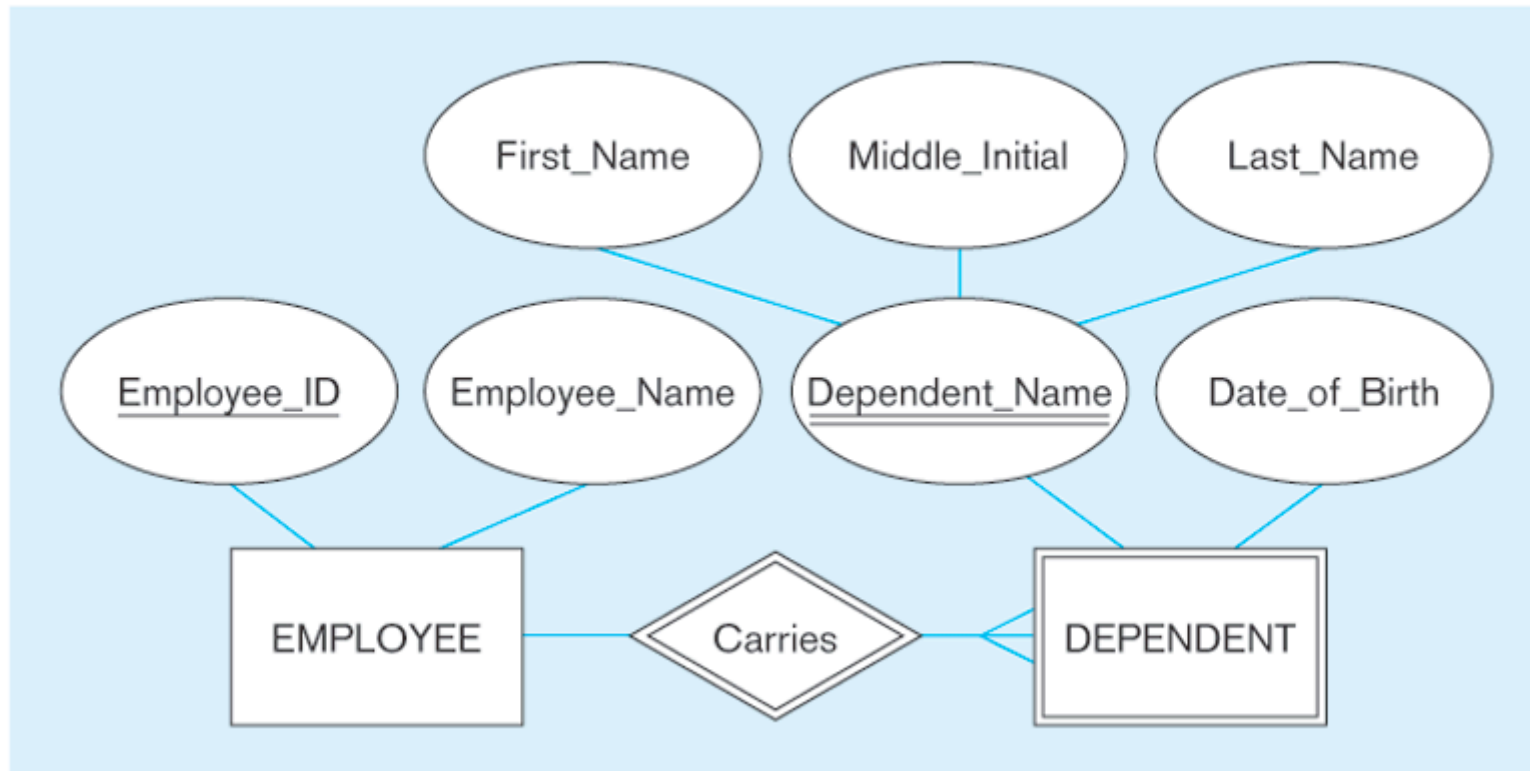 First_Name Middle_Initial Last_Name
Employee_ID Employee_Name Dependent_Name Date_of_Birth
EMPLOYEE Carries DEPENDENT